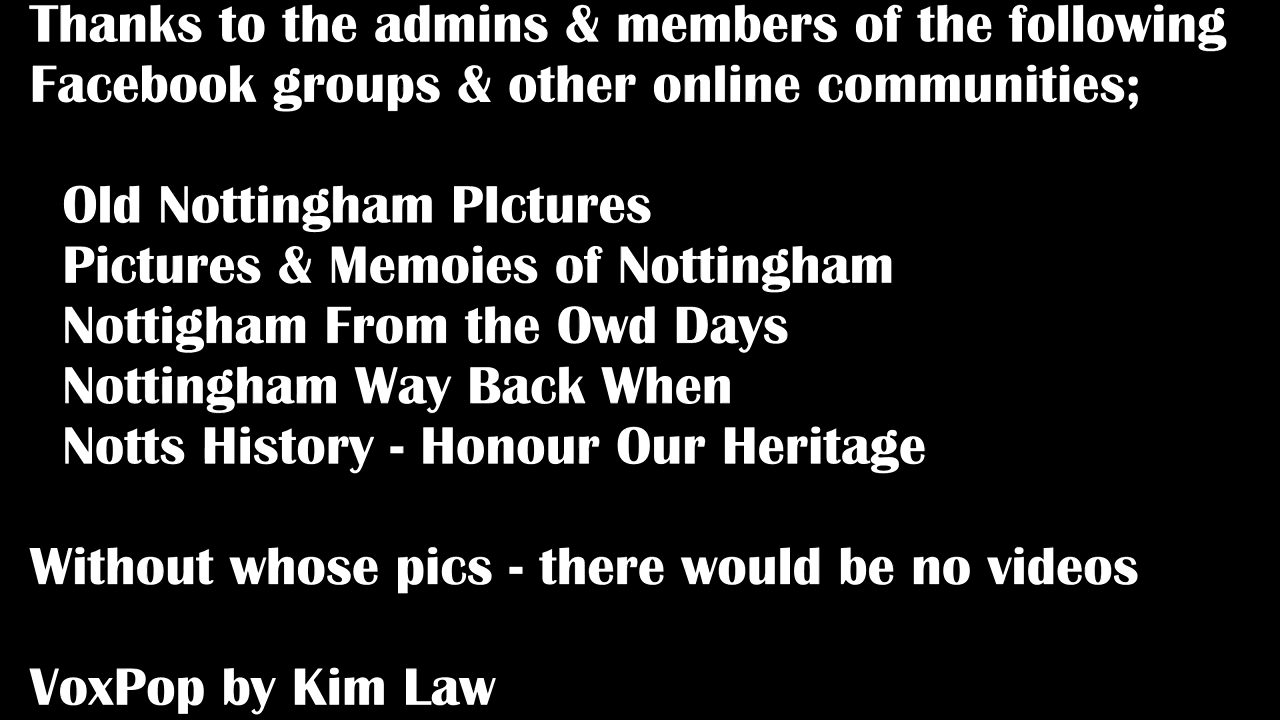 Thanks to the admins & members of the following
Facebook groups & other online communities;
Old Nottingham PIctures
Pictures & Memoies of Nottingham
Nottigham From the Owd Days
Nottingham Way Back When
Notts History - Honour Our Heritage
Without whose pics - there would be no videos
VoxPop by Kim Law